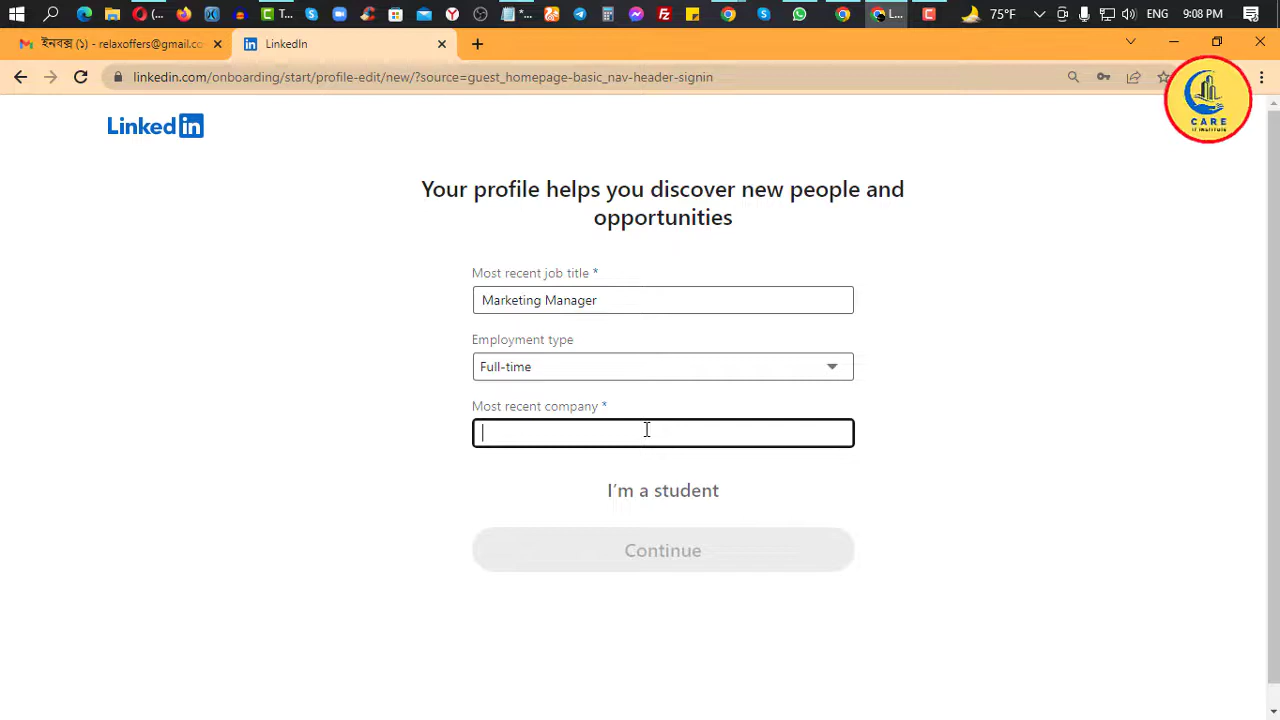 T...
*...
L...
75°F
ENG
9:08 PM
ইনবক্স (১) - relaxoffers@gmail.co
LinkedIn
linkedin.com/onboarding/start/profile-edit/new/?source=guest_homepage-basic_nav-header-signin
CARE
IT INSTITUTE
Linked in
Your profile helps you discover new people and
opportunities
Most recent job title *
Marketing Manager
Employment type
Full-time
Most recent company *
I'm a student
Continue